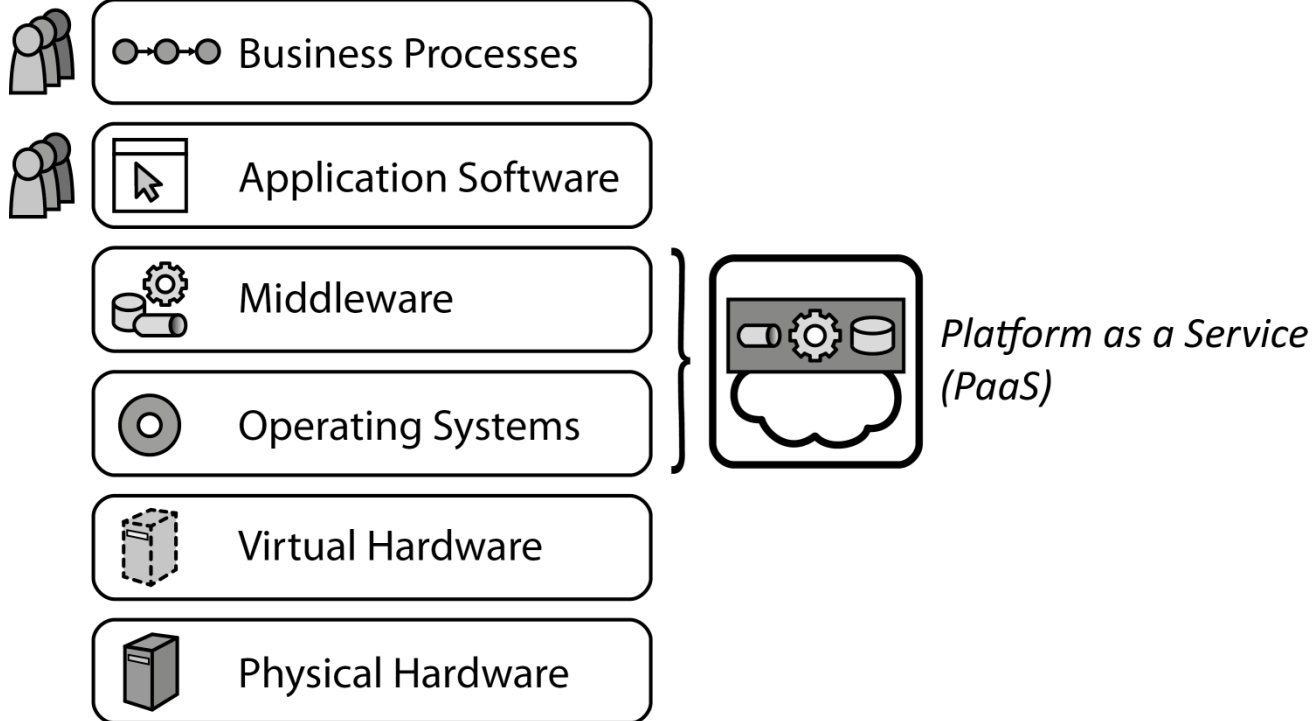 Business Processes
Application Software
Middleware
Operating Systems
Virtual Hardware
Physical Hardware
Platform as a Service
(PaaS)